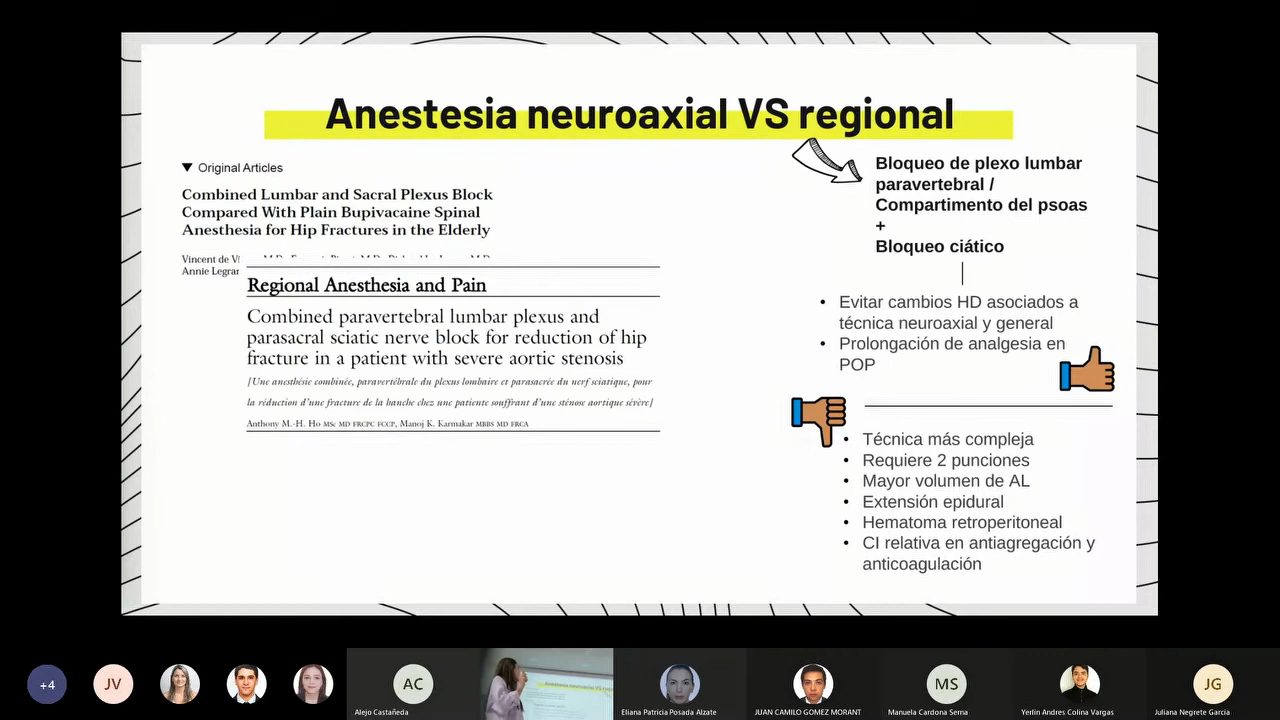 Anestesia neuroaxial VS regional
▼ Original Articles
Combined Lumbar and Sacral Plexus Block
Compared With Plain Bupivacaine Spinal
Anesthesia for Hip Fractures in the Elderly
Vincent de
Annie Legrar
Regional Anesthesia and Pain
Combined paravertebral lumbar plexus and
parasacral sciatic nerve block for reduction of hip
fracture in a patient with severe aortic stenosis
[Une anesthésie combinée, paravertébrale du plexus lombaire et parasacrée du nerf sciatique, pour
la réduction d'une fracture de la hanche chez une patiente souffrant d'une sténose aortique sévère]
Anthony M.-H. Ho MSc MD FRCPC FCCP, Manoj K. Karmakar MBBS MD FRCA
Bloqueo de plexo lumbar
paravertebral /
Compartimento del psoas
+
Bloqueo ciático
• Evitar cambios HD asociados a
técnica neuroaxial y general
• Prolongación de analgesia en
POP
• Técnica más compleja
• Requiere 2 punciones
• Mayor volumen de AL
• Extensión epidural
• Hematoma retroperitoneal
• CI relativa en antiagregación y
anticoagulación
+4
JV
AC
Alejo Castañeda
Anestesia neuroaxial VS
Eliana Patricia Posada Alzate
JUAN CAMILO GOMEZ MORANT
MS
Manuela Cardona Serna
Yerlin Andres Colina Vargas
JG
Juliana Negrete Garcia